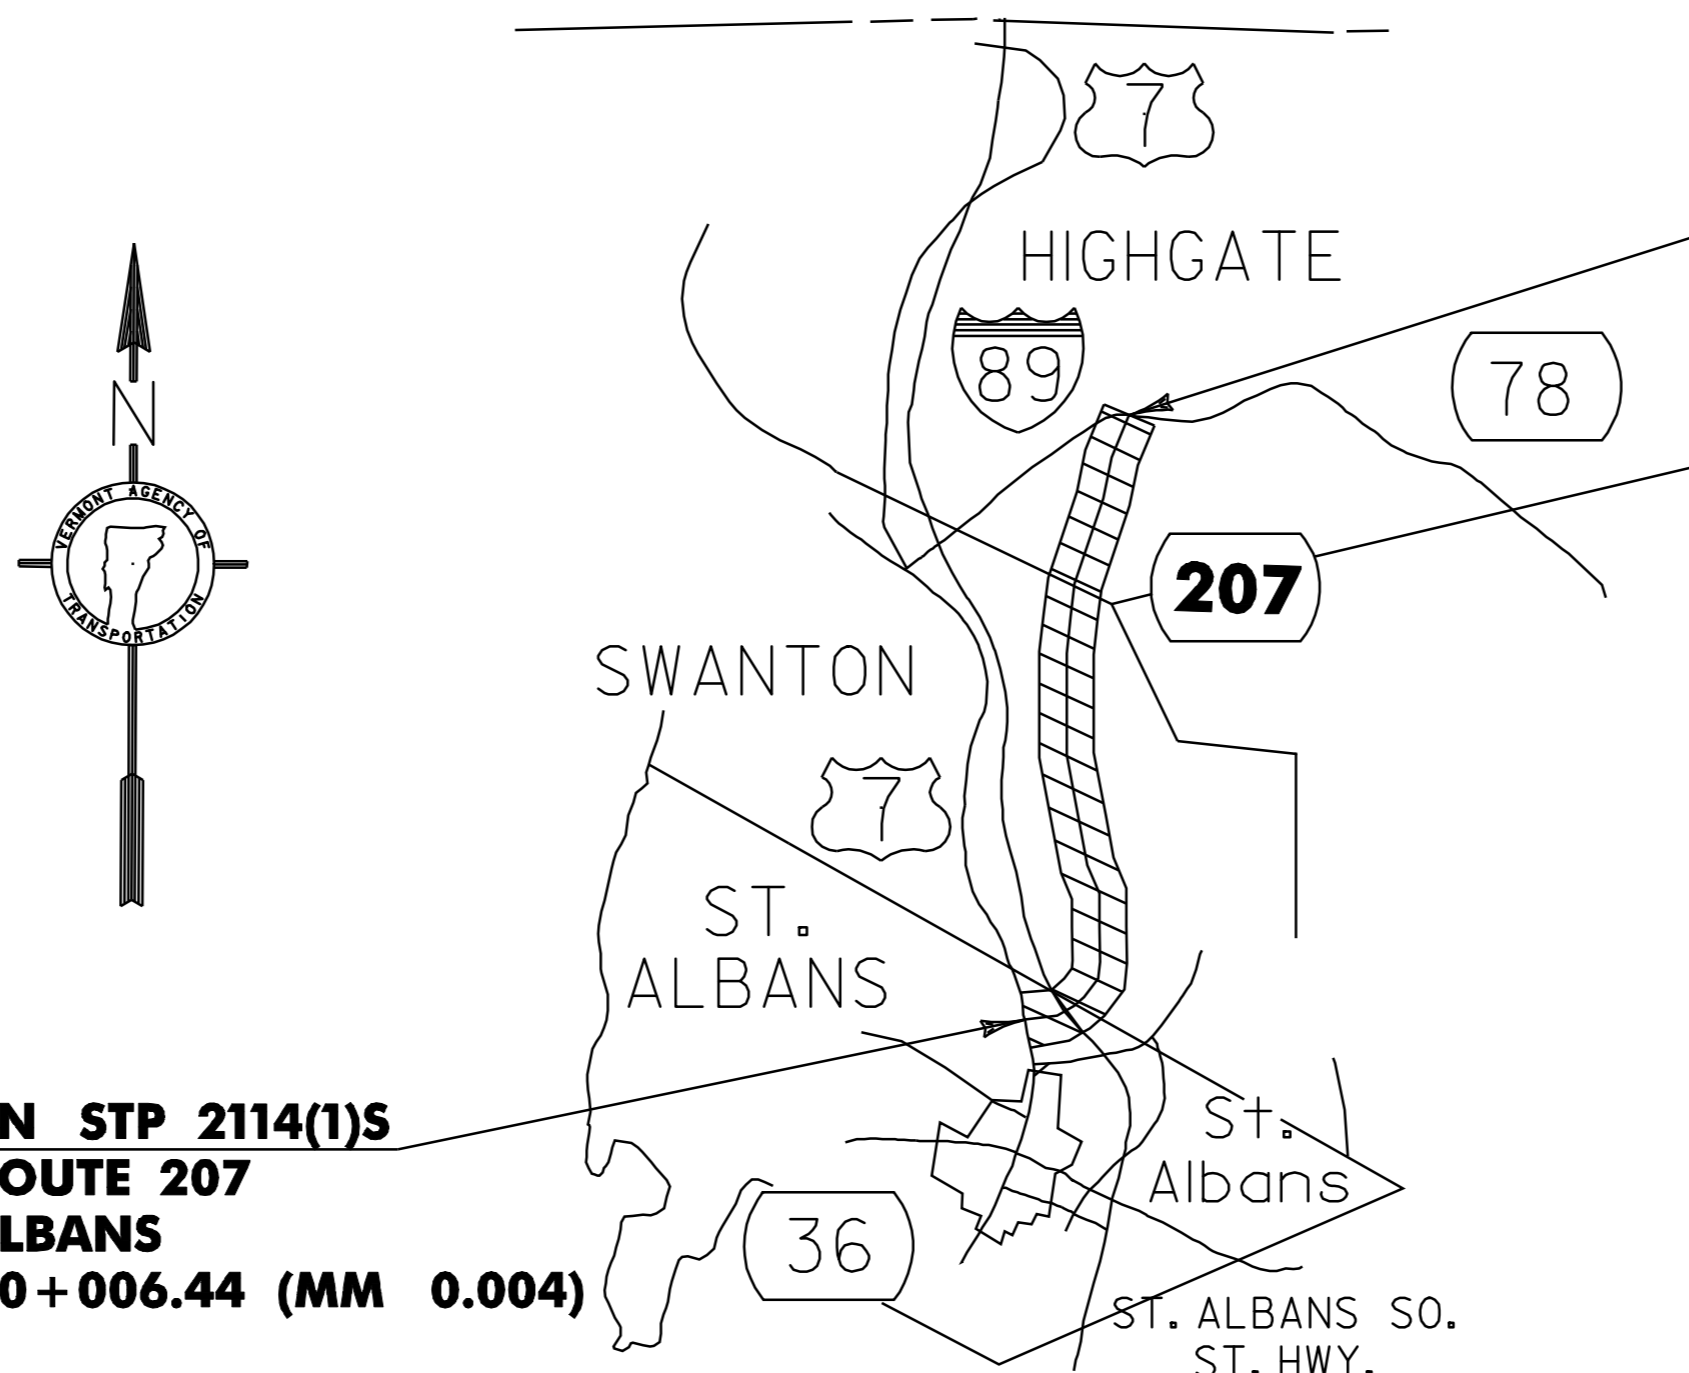 7
HIGHGATE
89
78
N
VERMONT AGENCY OF
TRANSPORTATION
207
SWANTON
7
ST.
ALBANS
N STP 2114(1)S
OUTE 207
LBANS
0+006.44 (MM 0.004)
St.
Albans
36
ST. ALBANS SO.
ST. HWY.